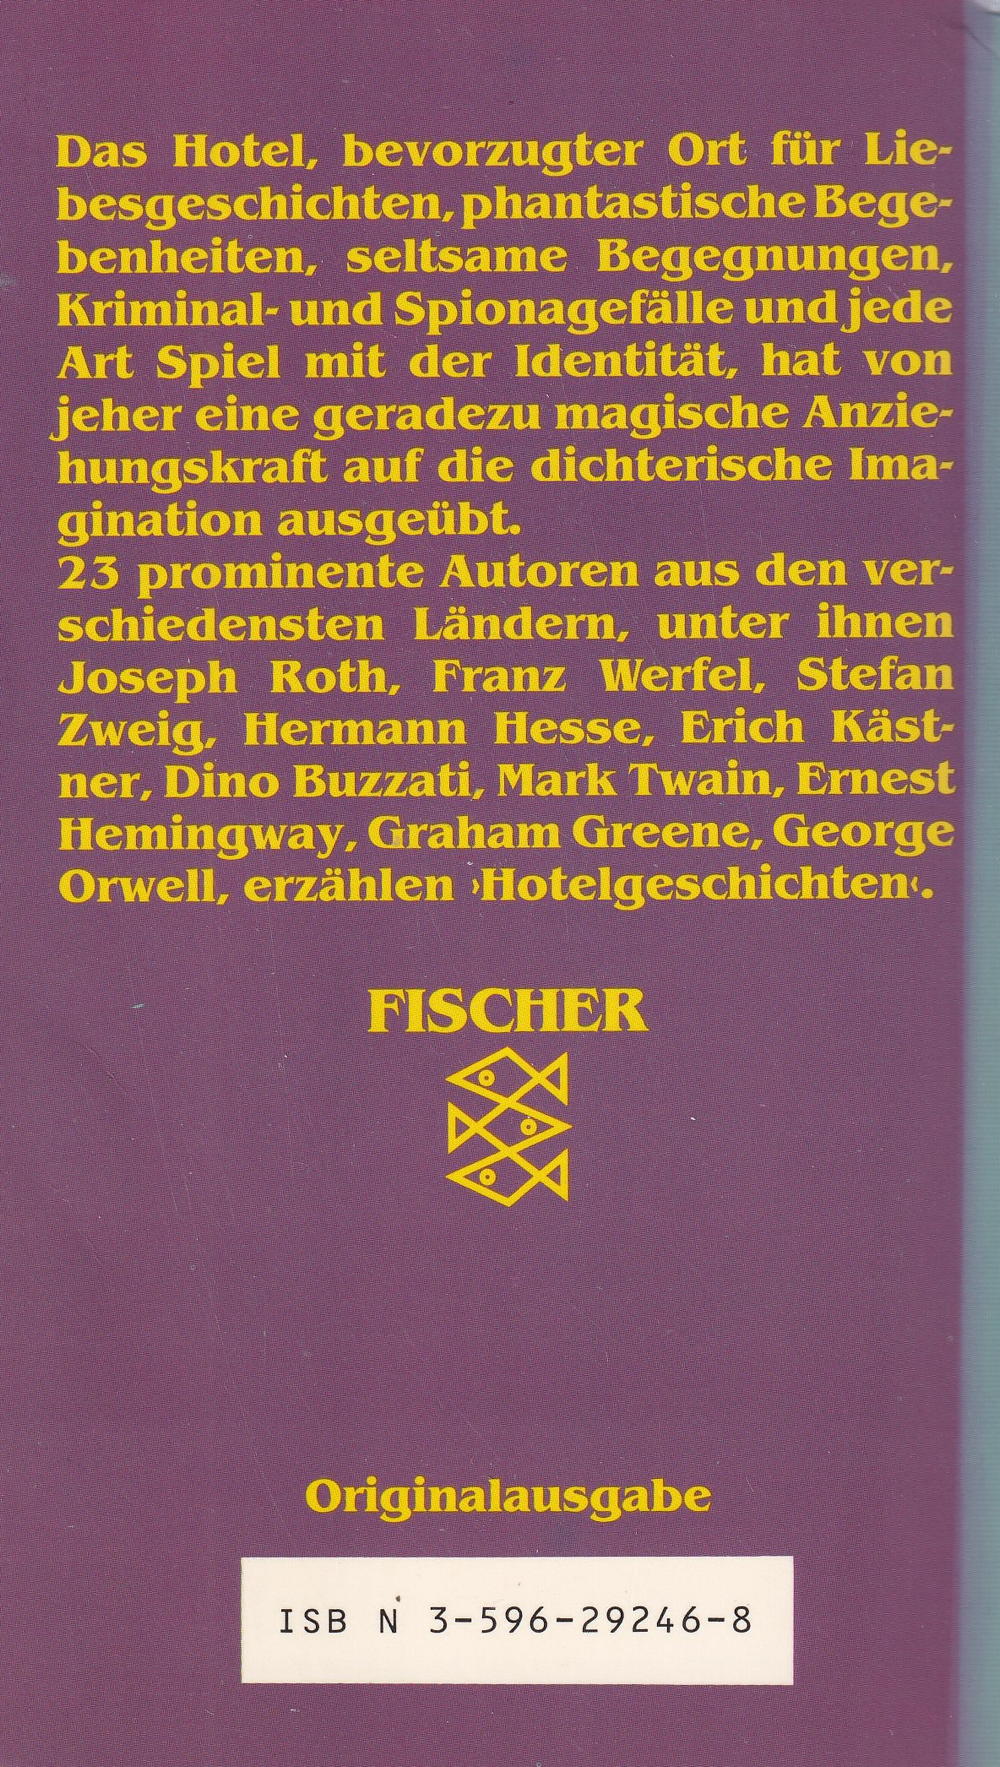 Das Hotel, bevorzugter Ort für Lie-
besgeschichten, phantastische Bege-
benheiten, seltsame Begegnungen,
Kriminal- und Spionagefälle und jede
Art Spiel mit der Identität, hat von
jeher eine geradezu magische Anzie-
hungskraft auf die dichterische Ima-
gination ausgeübt.
23 prominente Autoren aus den ver-
schiedensten Ländern, unter ihnen
Joseph Roth, Franz Werfel, Stefan
Zweig, Hermann Hesse, Erich Käst-
ner, Dino Buzzati, Mark Twain, Ernest
Hemingway, Graham Greene, George
Orwell, erzählen ›Hotelgeschichten‹.
FISCHER
Originalausgabe
ISB N 3-596-29246-8